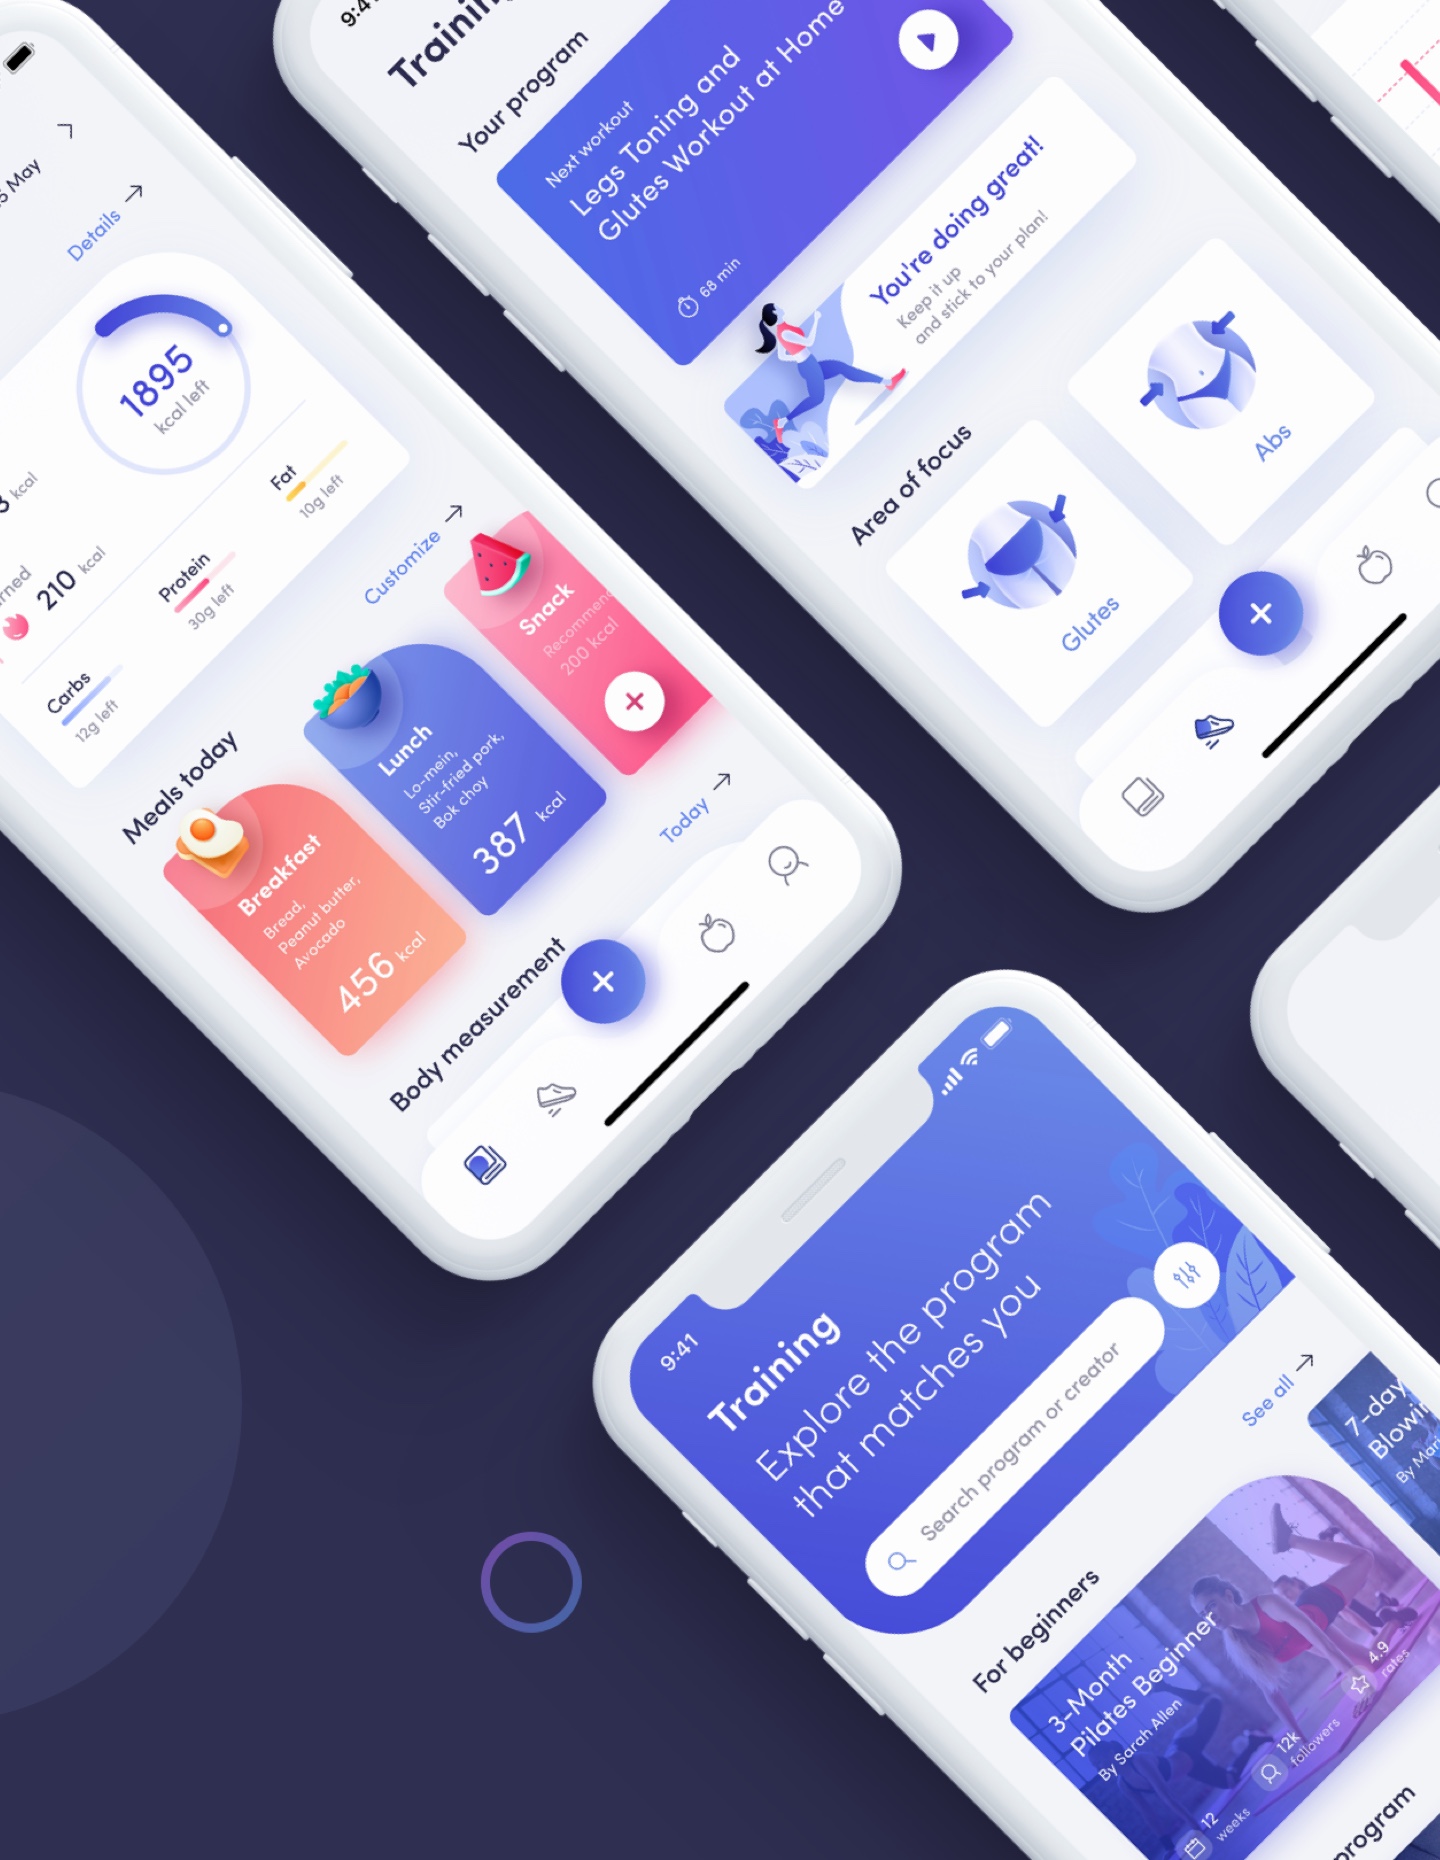 May
Details
1895
kcal left
kcal
210 kcal
Carbs
12g left
Protein
30g left
Fat
10g left
Meals today
Customize
Breakfast
Bread,
Peanut butter,
Avocado
456 kcal
Lunch
Lo-mein,
Stir-fried pork,
Bok choy
387 kcal
Snack
200 kcal
Body measurement
Today
Your program
Next workout
Legs Toning and
Glutes Workout at Home
68 min
You're doing great!
Keep it up
and stick to your plan!
Area of focus
Glutes
Abs
9:41
Training
Explore the program
that matches you
Search program or creator
For beginners
See all
3-Month
Pilates Beginner
By Sarah Allen
12
weeks
12k
followers
4.9
rates
7-day
By
program